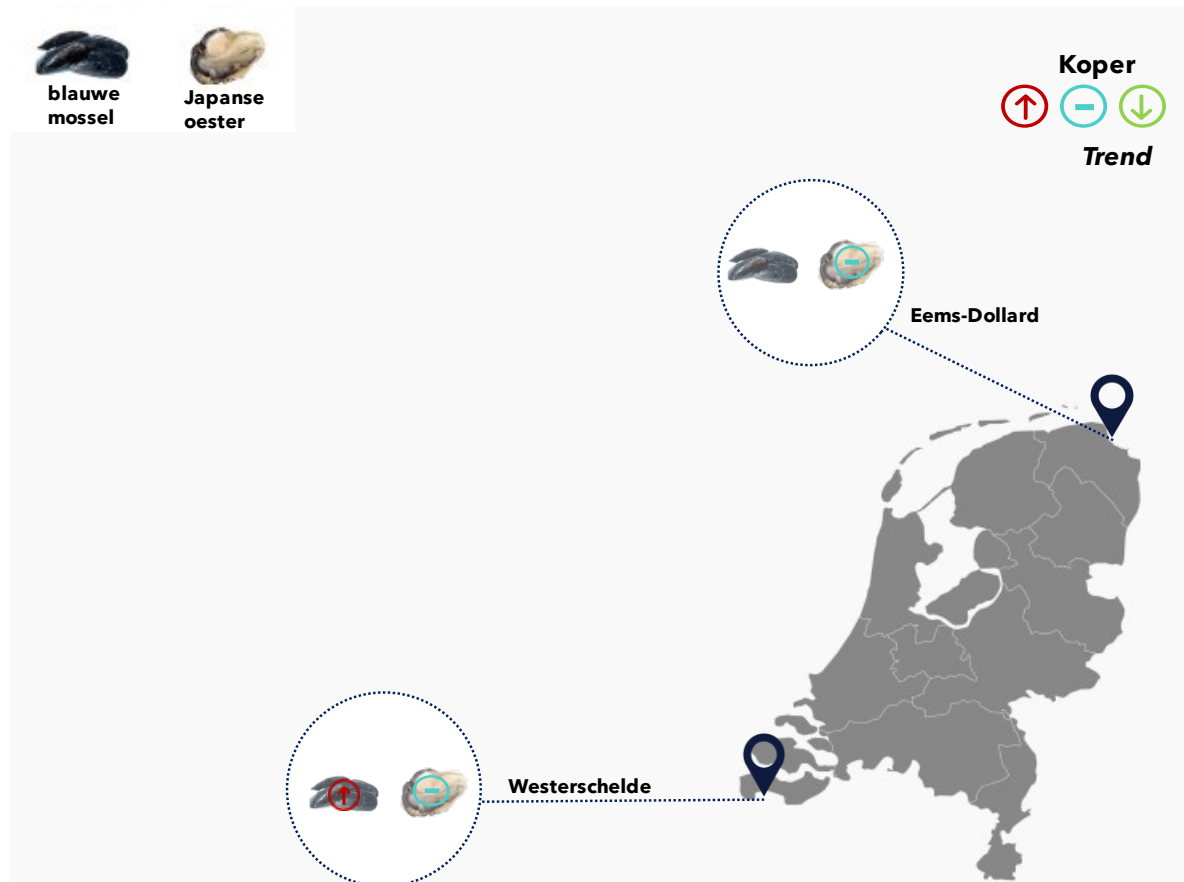 blauwe
mossel
Japanse
oester
Koper
Trend
Eems-Dollard
Westerschelde